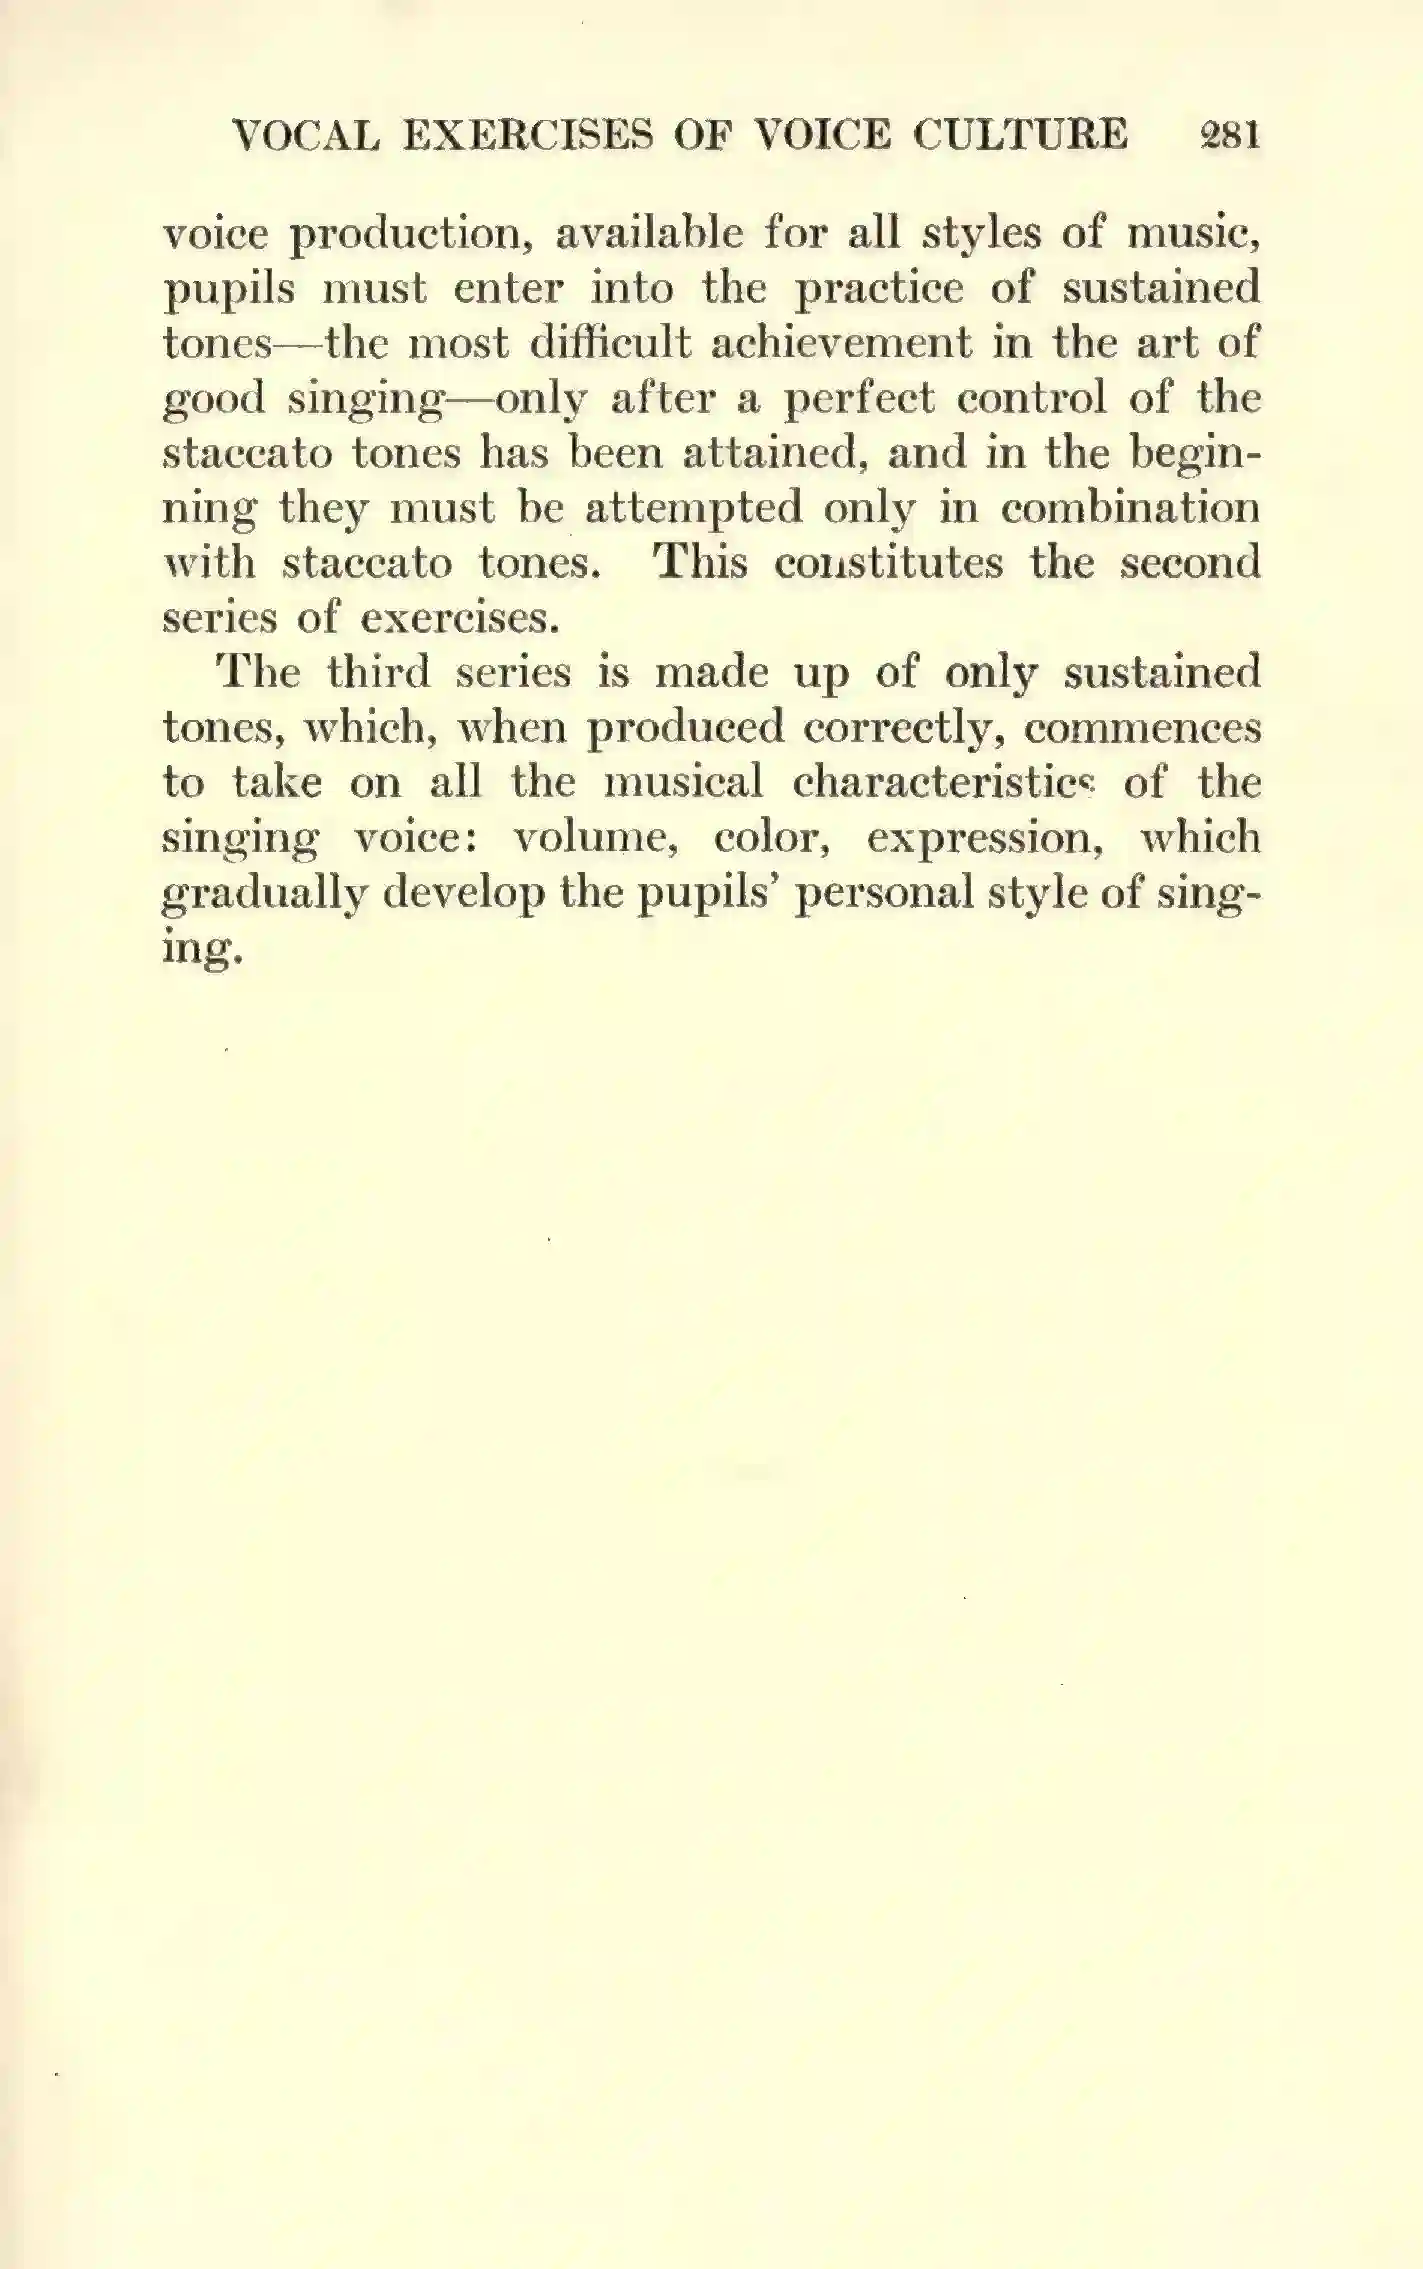 VOCAL EXERCISES OF VOICE CULTURE 281
voice production, available for all styles of music,
pupils must enter into the practice of sustained
tones—the most difficult achievement in the art of
good singing—only after a perfect control of the
staccato tones has been attained, and in the begin-
ning they must be attempted only in combination
with staccato tones. This constitutes the second
series of exercises.
The third series is made up of only sustained
tones, which, when produced correctly, commences
to take on all the musical characteristics of the
singing voice: volume, color, expression, which
gradually develop the pupils’ personal style of sing-
ing.